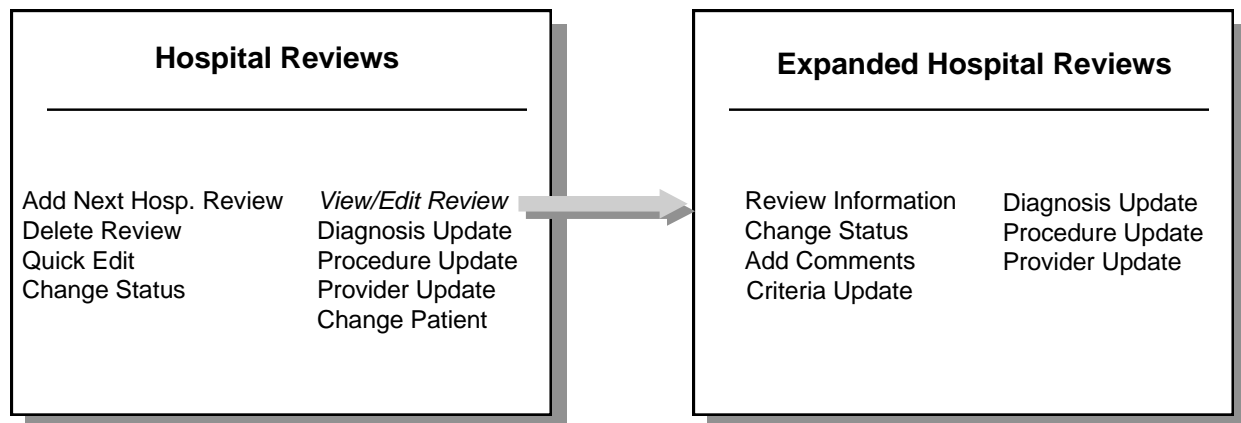 Hospital Reviews
Add Next Hosp. Review
Delete Review
Quick Edit
Change Status
View/Edit Review
Diagnosis Update
Procedure Update
Provider Update
Change Patient
Expanded Hospital Reviews
Review Information
Change Status
Add Comments
Criteria Update
Diagnosis Update
Procedure Update
Provider Update